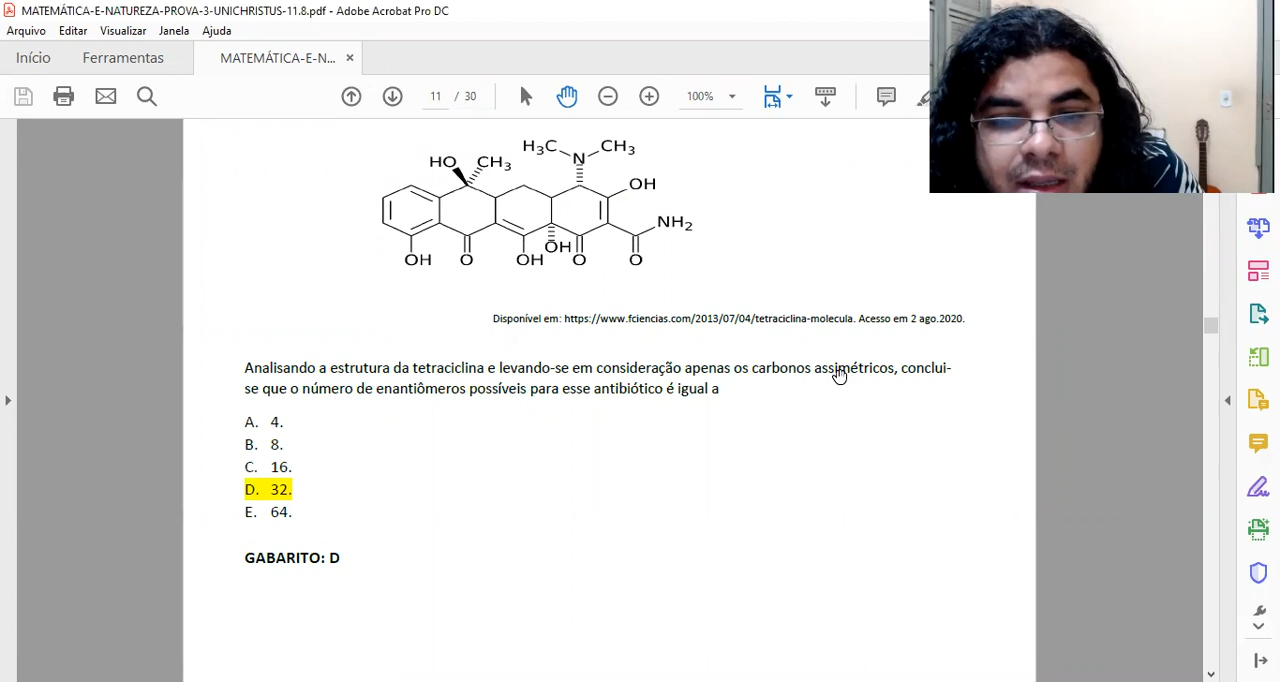 MATEMÁTICA-E-NATUREZA-PROVA-3-UNICHRISTUS-11.8.pdf - Adobe Acrobat Pro DC
Arquivo Editar Visualizar Janela Ajuda
Início Ferramentas MATEMÁTICA-E-N... ×
11 / 30 100%
H₃C N CH₃
HO CH₃
OH
NH₂
OH
OH O OH O O
Disponível em: https://www.fciencias.com/2013/07/04/tetraciclina-molecula. Acesso em 2 ago.2020.
Analisando a estrutura da tetraciclina e levando-se em consideração apenas os carbonos assimétricos, conclui-
se que o número de enantiômeros possíveis para esse antibiótico é igual a
A. 4.
B. 8.
C. 16.
D. 32.
E. 64.
GABARITO: D